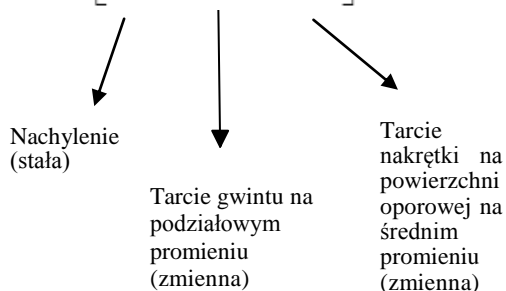 Nachylenie
(stała)
Tarcie gwintu na
podziałowym
promieniu
(zmienna)
Tarcie
nakrętki na
powierzchni
oporowej na
średnim
promieniu
(zmienna)